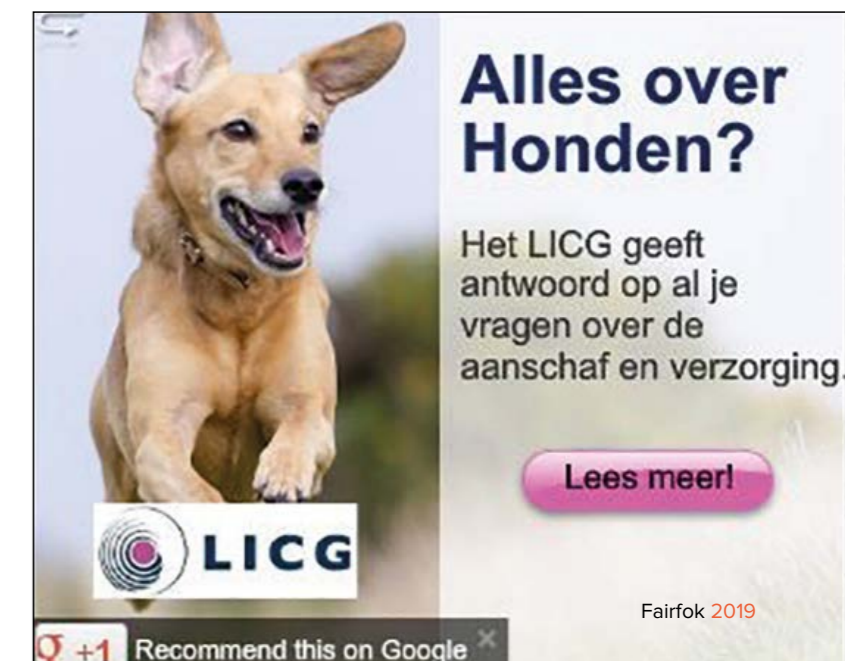 Alles over
Honden?
Het LICG geeft
antwoord op al je
vragen over de
aanschaf en verzorging.
Lees meer!
LICG
Fairfok 2019
g +1 Recommend this on Google ×